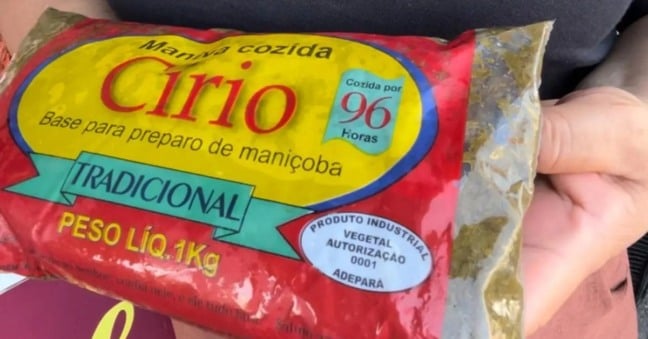 Maniva cozida
Círio
Cozida por
96
Horas
Base para preparo de maniçoba
TRADICIONAL
PESO LÍQ. 1Kg
PRODUTO INDUSTRIAL
VEGETAL
AUTORIZAÇÃO
0001
ADEPARÁ